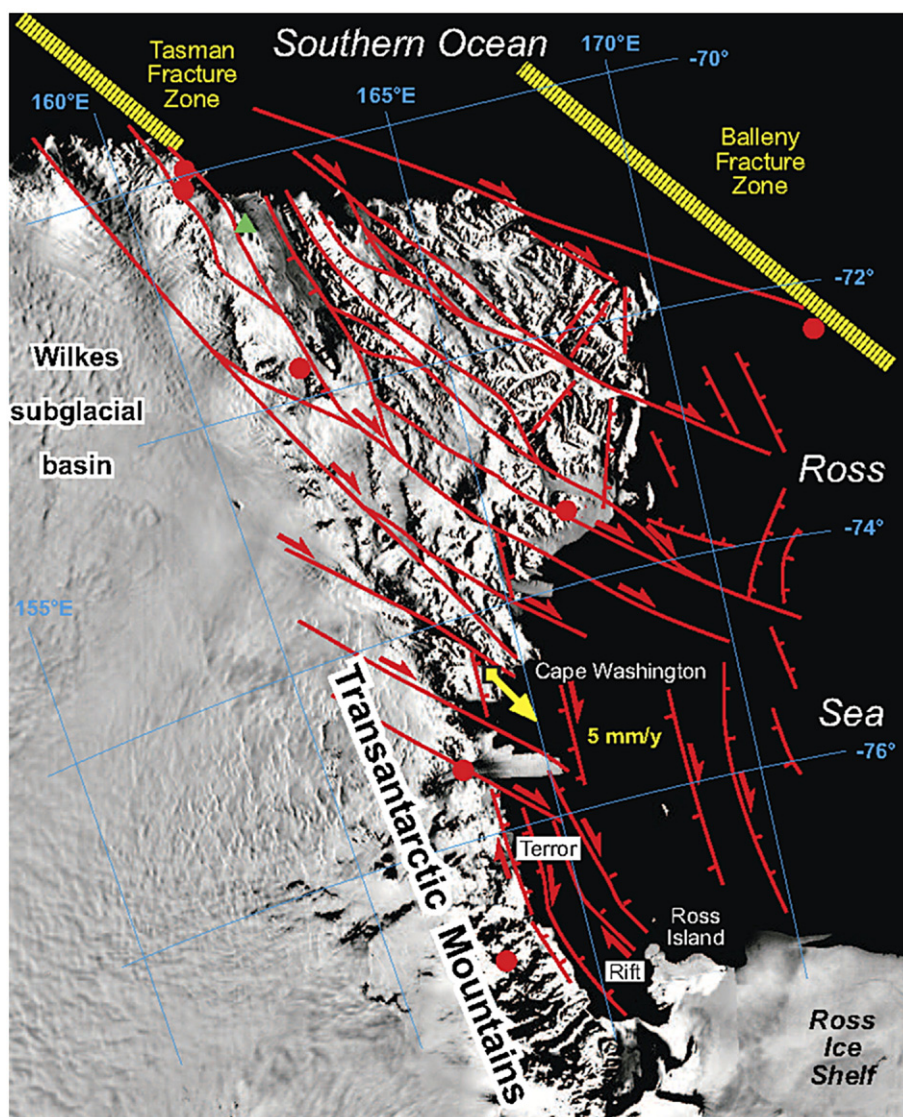 Southern Ocean
Tasman
Fracture
Zone
170°E
-70°
160°E
165°E
Balleny
Fracture
Zone
-72°
Wilkes
subglacial
basin
Ross
-74°
155°E
Cape Washington
Sea
5 mm/y
-76°
Transantarctic Mountains
Terror
Ross
Island
Rift
Ross
Ice
Shelf